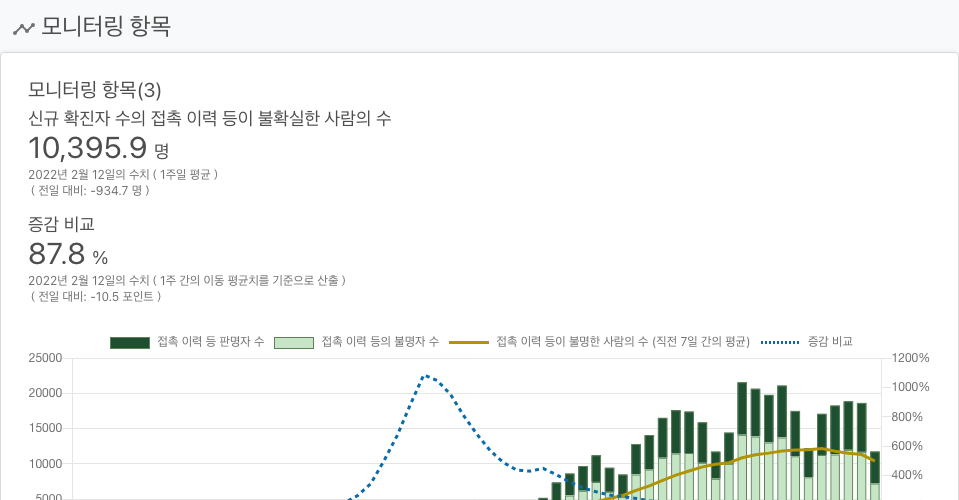 모니터링 항목
모니터링 항목(3)
신규 확진자 수의 접촉 이력 등이 불확실한 사람의 수
10,395.9 명
2022년 2월 12일의 수치 ( 1주일 평균 )
( 전일 대비: -934.7 명 )
증감 비교
87.8 %
2022년 2월 12일의 수치 ( 1주 간의 이동 평균치를 기준으로 산출 )
( 전일 대비: -10.5 포인트 )
접촉 이력 등 판명자 수 접촉 이력 등의 불명자 수 접촉 이력 등이 불명한 사람의 수 (직전 7일 간의 평균) 증감 비교
25000 1200%
20000 1000%
15000 800%
10000 600%
5000 400%